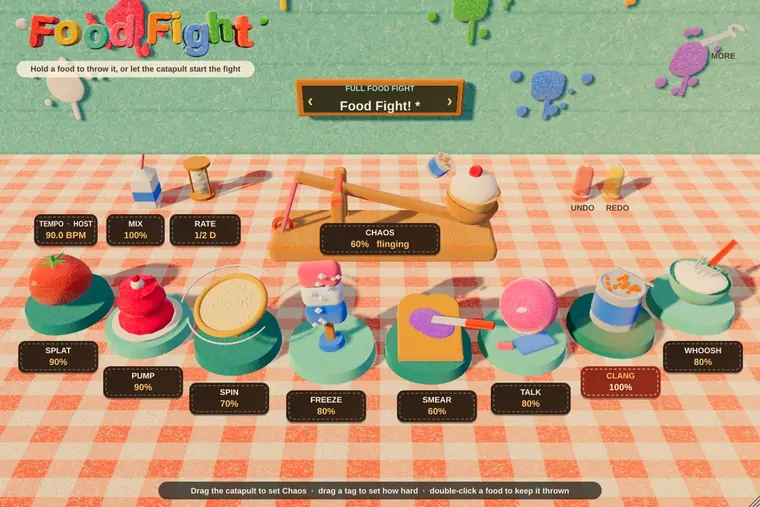 Food Fight
Hold a food to throw it, or let the catapult start the fight
FULL FOOD FIGHT
‹ Food Fight! * ›
MORE
UNDO REDO
TEMPO · HOST
90.0 BPM
MIX
100%
RATE
1/2 D
CHAOS
60% flinging
SPLAT
90%
PUMP
90%
SPIN
70%
FREEZE
80%
SMEAR
60%
TALK
80%
CLANG
100%
WHOOSH
80%
Drag the catapult to set Chaos · drag a tag to set how hard · double-click a food to keep it thrown